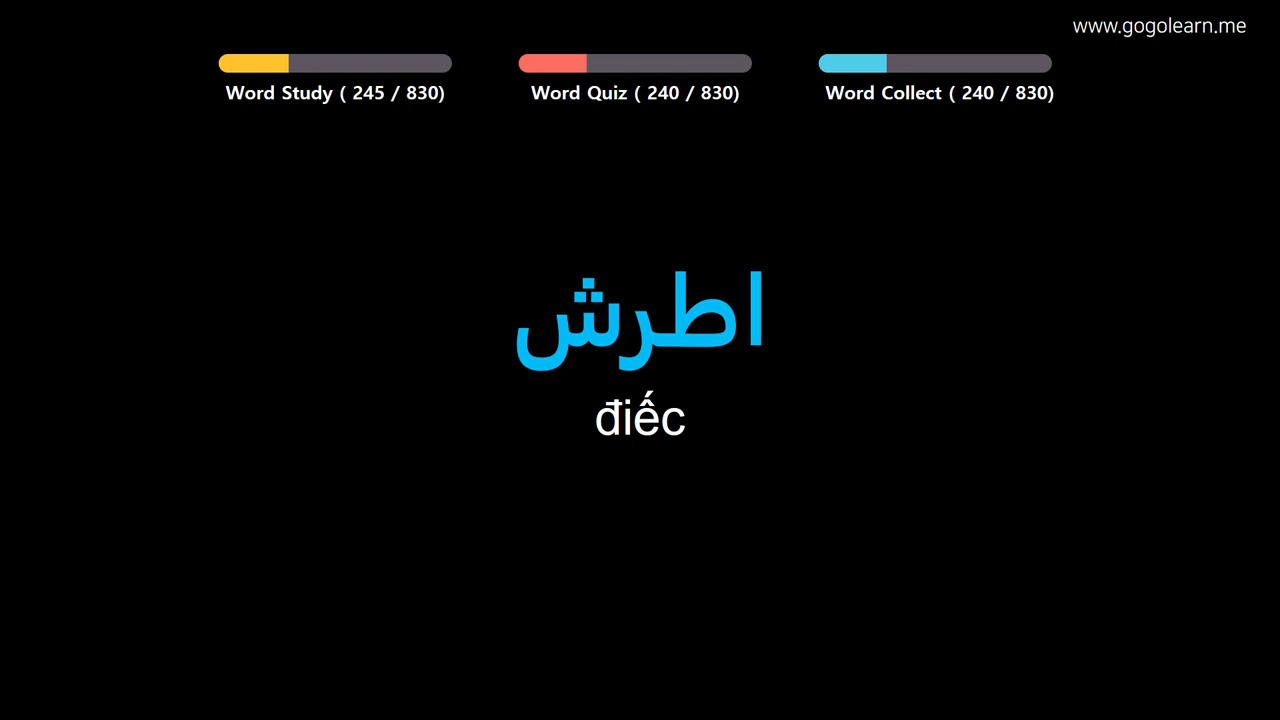 www.gogolearn.me
Word Study ( 245 / 830)
Word Quiz ( 240 / 830)
Word Collect ( 240 / 830)
اطرش
điếc